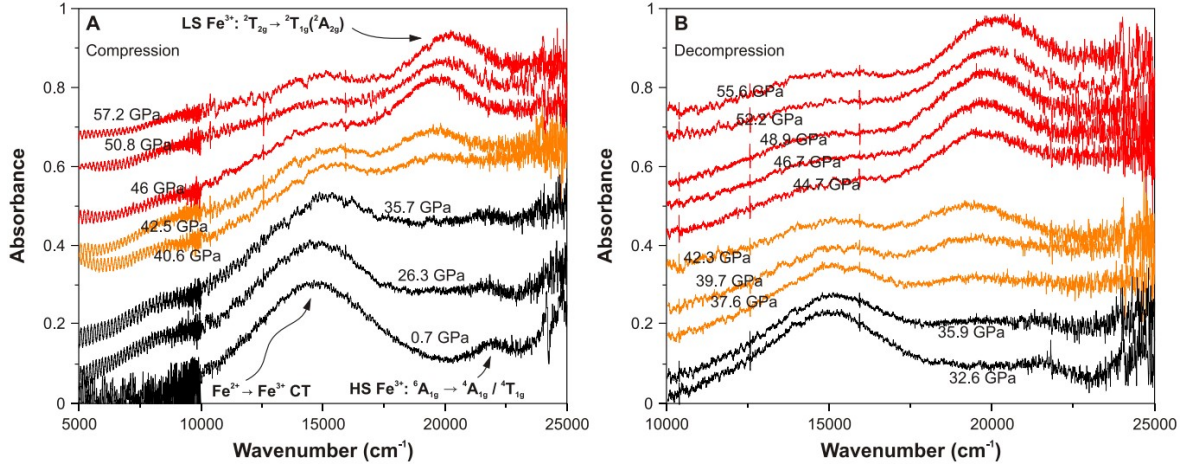 A
LS Fe³⁺: ²T₂g → ²T₁g(²A₂g)
Compression
57.2 GPa
50.8 GPa
46 GPa
42.5 GPa
40.6 GPa
35.7 GPa
26.3 GPa
0.7 GPa
Fe²⁺ → Fe³⁺ CT
HS Fe³⁺: ⁶A₁g → ⁴A₁g / ⁴T₁g
Absorbance
1
0.8
0.6
0.4
0.2
0
5000 10000 15000 20000 25000
Wavenumber (cm⁻¹)
B
Decompression
55.6 GPa
52.2 GPa
48.9 GPa
46.7 GPa
44.7 GPa
42.3 GPa
39.7 GPa
37.6 GPa
35.9 GPa
32.6 GPa
Absorbance
1
0.8
0.6
0.4
0.2
0
10000 15000 20000 25000
Wavenumber (cm⁻¹)